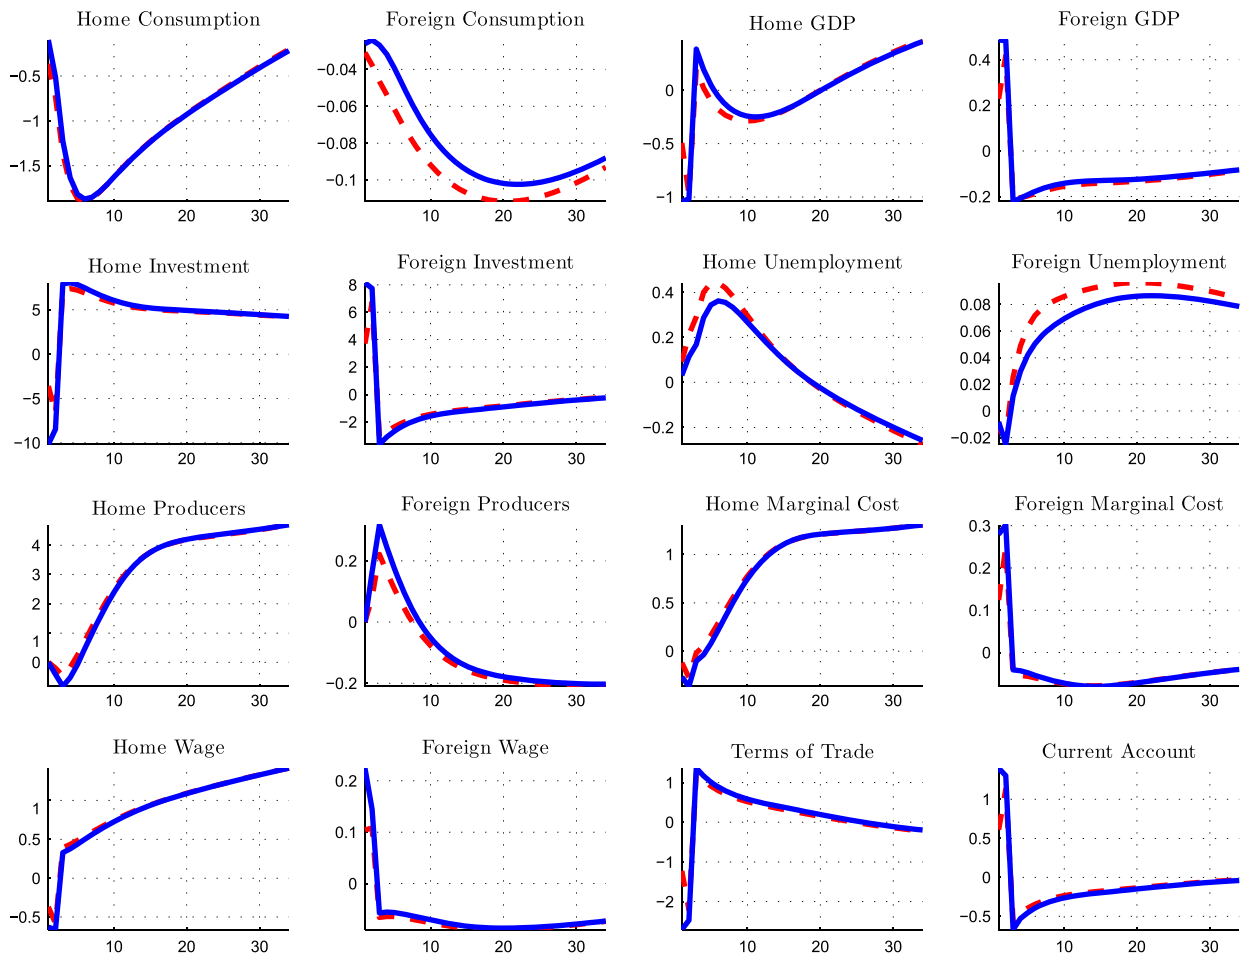 Home Consumption
−0.5
−1
−1.5
10 20 30
Foreign Consumption
−0.04
−0.06
−0.08
−0.1
10 20 30
Home GDP
0
−0.5
−1
10 20 30
Foreign GDP
0.4
0.2
0
−0.2
10 20 30
Home Investment
5
0
−5
−10
10 20 30
Foreign Investment
8
6
4
2
0
−2
10 20 30
Home Unemployment
0.4
0.2
0
−0.2
10 20 30
Foreign Unemployment
0.08
0.06
0.04
0.02
0
−0.02
10 20 30
Home Producers
4
3
2
1
0
10 20 30
Foreign Producers
0.2
0
−0.2
10 20 30
Home Marginal Cost
1
0.5
0
10 20 30
Foreign Marginal Cost
0.3
0.2
0.1
0
10 20 30
Home Wage
1
0.5
0
−0.5
10 20 30
Foreign Wage
0.2
0.1
0
10 20 30
Terms of Trade
1
0
−1
−2
10 20 30
Current Account
1
0.5
0
−0.5
10 20 30